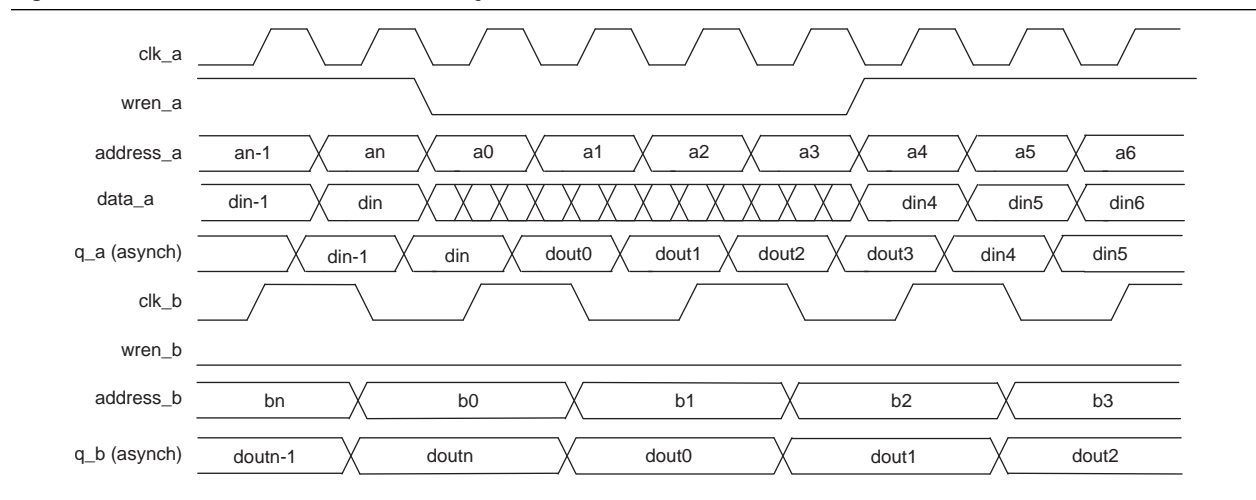 clk_a
wren_a
address_a an-1 an a0 a1 a2 a3 a4 a5 a6
data_a din-1 din din4 din5 din6
q_a (asynch) din-1 din dout0 dout1 dout2 dout3 din4 din5
clk_b
wren_b
address_b bn b0 b1 b2 b3
q_b (asynch) doutn-1 doutn dout0 dout1 dout2